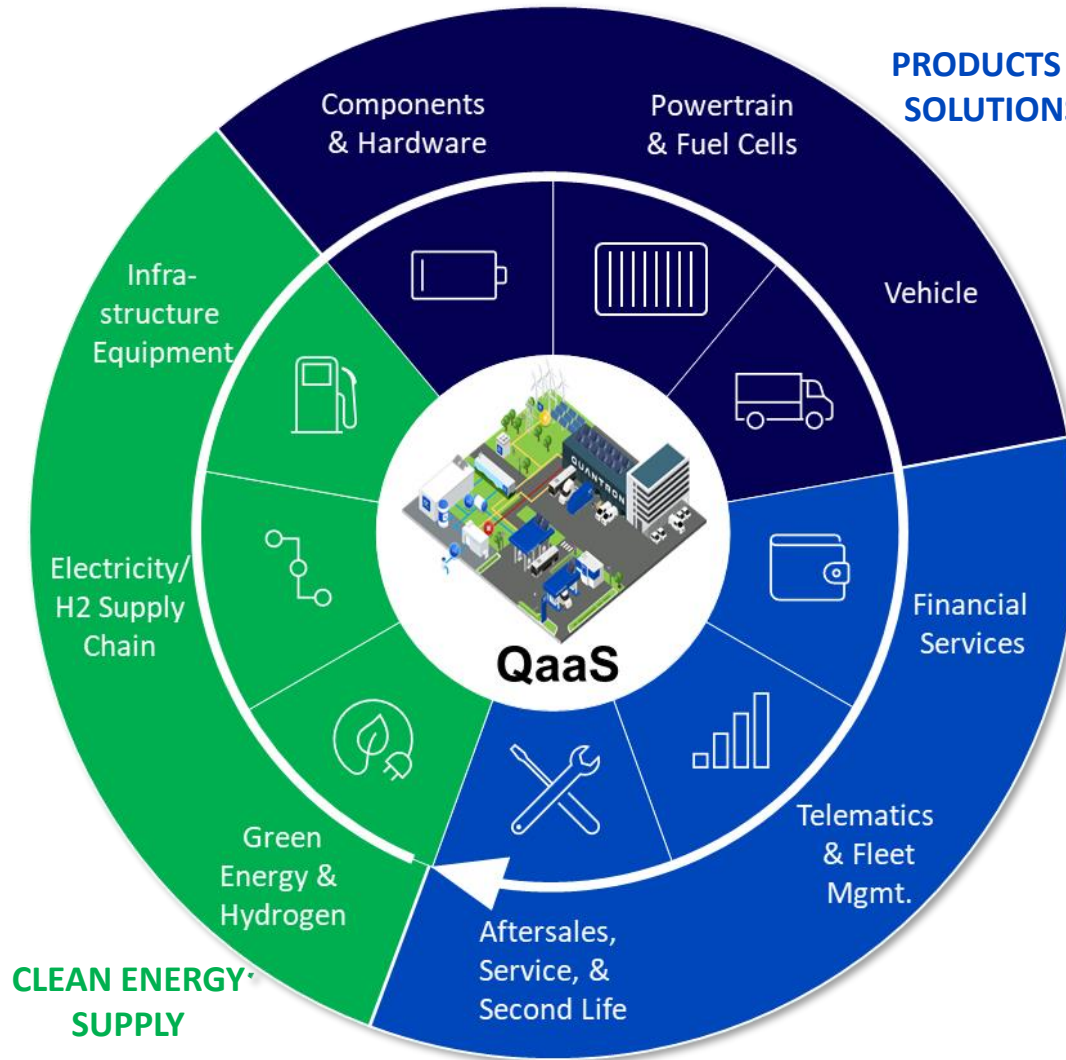 PRODUCTS
SOLUTIONS
Components
& Hardware
Powertrain
& Fuel Cells
Vehicle
Financial
Services
Telematics
& Fleet
Mgmt.
Aftersales,
Service, &
Second Life
Green
Energy &
Hydrogen
Electricity/
H2 Supply
Chain
Infra-
structure
Equipment
QUANTRON
QaaS
CLEAN ENERGY
SUPPLY